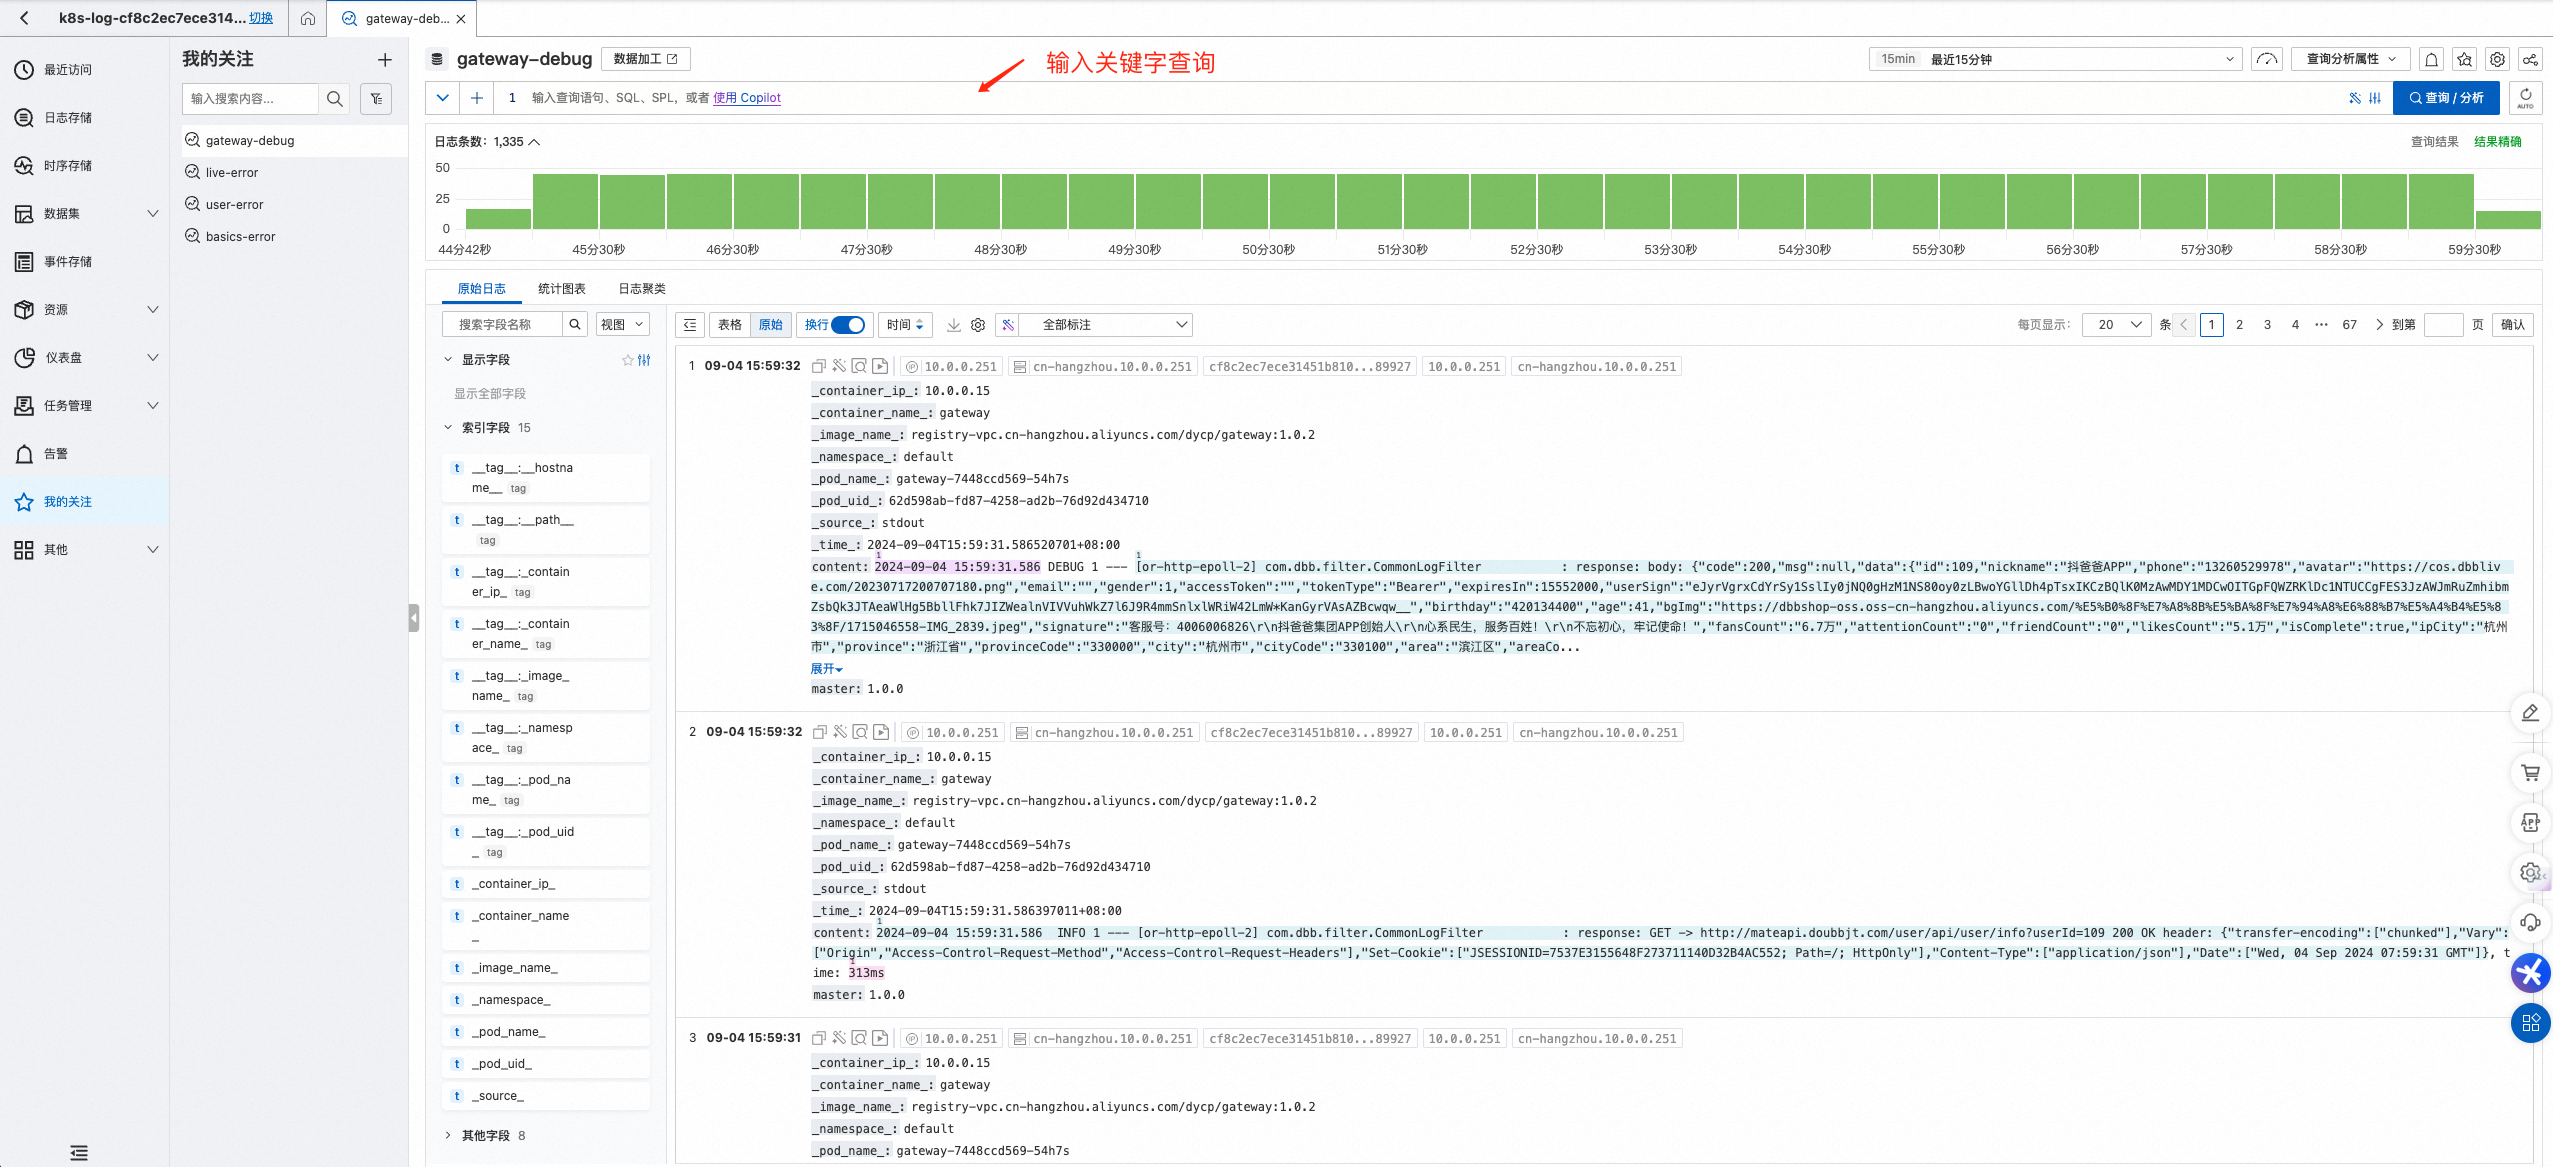 k8s-log-cf8c2ec7ece314... 切换
gateway-deb...
最近访问
日志存储
时序存储
数据集
事件存储
资源
仪表盘
任务管理
告警
我的关注
其他
我的关注
输入搜索内容...
gateway-debug
live-error
user-error
basics-error
gateway-debug 数据加工
输入关键字查询
15min 最近15分钟
查询分析属性
1 输入查询语句、SQL、SPL，或者 使用 Copilot
查询 / 分析
AUTO
日志条数：1,335
查询结果 结果精确
50
25
0
44分42秒 45分30秒 46分30秒 47分30秒 48分30秒 49分30秒 50分30秒 51分30秒 52分30秒 53分30秒 54分30秒 55分30秒 56分30秒 57分30秒 58分30秒 59分30秒
原始日志 统计图表 日志聚类
搜索字段名称 视图
表格 原始 换行 时间 全部标注
每页显示： 20 条 1 2 3 4 ··· 67 到第 页 确认
显示字段
显示全部字段
索引字段 15
t __tag__:__hostna
me__ tag
t __tag__:__path__
tag
t __tag__:_contain
er_ip_ tag
t __tag__:_contain
er_name_ tag
t __tag__:_image_
name_ tag
t __tag__:_namesp
ace_ tag
t __tag__:_pod_na
me_ tag
t __tag__:_pod_uid
_ tag
t _container_ip_
t _container_name
_
t _image_name_
t _namespace_
t _pod_name_
t _pod_uid_
t _source_
其他字段 8
1 09-04 15:59:32 IP 10.0.0.251 cn-hangzhou.10.0.0.251 cf8c2ec7ece31451b810...89927 10.0.0.251 cn-hangzhou.10.0.0.251
_container_ip_: 10.0.0.15
_container_name_: gateway
_image_name_: registry-vpc.cn-hangzhou.aliyuncs.com/dycp/gateway:1.0.2
_namespace_: default
_pod_name_: gateway-7448ccd569-54h7s
_pod_uid_: 62d598ab-fd87-4258-ad2b-76d92d434710
_source_: stdout
_time_: 2024-09-04T15:59:31.586520701+08:00
1 1
content: 2024-09-04 15:59:31.586 DEBUG 1 --- [or-http-epoll-2] com.dbb.filter.CommonLogFilter : response: body: {"code":200,"msg":null,"data":{"id":109,"nickname":"抖爸爸APP","phone":"13260529978","avatar":"https://cos.dbbliv
e.com/20230717200707180.png","email":"","gender":1,"accessToken":"","tokenType":"Bearer","expiresIn":15552000,"userSign":"eJyrVgrxCdYrSy1SslIy0jNQ0gHzM1NS80oy0zLBwoYGllDh4pTsxIKCzBQlK0MzAwMDY1MDCwOITGpFQWZRKlDc1NTUCCgFES3JzAWJmRuZmhibm
ZsbQk3JTAeaWlHg5BbllFhk7JIZWealnVIVVuhWkZ7l6J9R4mmSnlxlWRiW42LmW*KanGyrVAsAZBcwqw__","birthday":"420134400","age":41,"bgImg":"https://dbbshop-oss.oss-cn-hangzhou.aliyuncs.com/%E5%B0%8F%E7%A8%8B%E5%BA%8F%E7%94%A8%E6%88%B7%E5%A4%B4%E5%8
3%8F/1715046558-IMG_2839.jpeg","signature":"客服号：4006006826\r\n抖爸爸集团APP创始人\r\n心系民生，服务百姓！\r\n不忘初心，牢记使命！","fansCount":"6.7万","attentionCount":"0","friendCount":"0","likesCount":"5.1万","isComplete":true,"ipCity":"杭州
市","province":"浙江省","provinceCode":"330000","city":"杭州市","cityCode":"330100","area":"滨江区","areaCo...
展开
master: 1.0.0
2 09-04 15:59:32 IP 10.0.0.251 cn-hangzhou.10.0.0.251 cf8c2ec7ece31451b810...89927 10.0.0.251 cn-hangzhou.10.0.0.251
_container_ip_: 10.0.0.15
_container_name_: gateway
_image_name_: registry-vpc.cn-hangzhou.aliyuncs.com/dycp/gateway:1.0.2
_namespace_: default
_pod_name_: gateway-7448ccd569-54h7s
_pod_uid_: 62d598ab-fd87-4258-ad2b-76d92d434710
_source_: stdout
_time_: 2024-09-04T15:59:31.586397011+08:00
1
content: 2024-09-04 15:59:31.586 INFO 1 --- [or-http-epoll-2] com.dbb.filter.CommonLogFilter : response: GET -> http://mateapi.doubbjt.com/user/api/user/info?userId=109 200 OK header: {"transfer-encoding":["chunked"],"Vary":
["Origin","Access-Control-Request-Method","Access-Control-Request-Headers"],"Set-Cookie":["JSESSIONID=7537E3155648F273711140D32B4AC552; Path=/; HttpOnly"],"Content-Type":["application/json"],"Date":["Wed, 04 Sep 2024 07:59:31 GMT"]}, t
1
ime: 313ms
master: 1.0.0
3 09-04 15:59:31 IP 10.0.0.251 cn-hangzhou.10.0.0.251 cf8c2ec7ece31451b810...89927 10.0.0.251 cn-hangzhou.10.0.0.251
_container_ip_: 10.0.0.15
_container_name_: gateway
_image_name_: registry-vpc.cn-hangzhou.aliyuncs.com/dycp/gateway:1.0.2
_namespace_: default
_pod_name_: gateway-7448ccd569-54h7s
APP